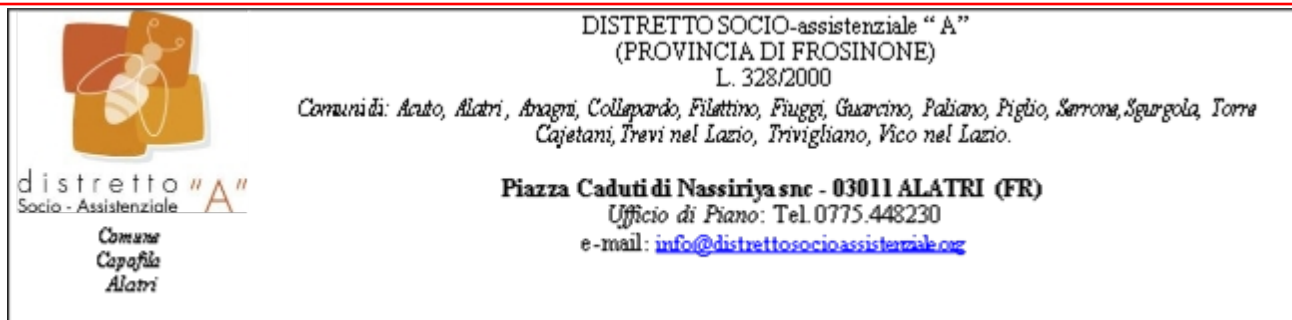 DISTRETTO SOCIO-assistenziale “ A”
(PROVINCIA DI FROSINONE)
L. 328/2000
Comuni di: Acuto, Alatri , Anagni, Collepardo, Filettino, Fiuggi, Guarcino, Paliano, Piglio, Serrone,Sgurgola, Torre
Cajetani, Trevi nel Lazio, Trivigliano, Vico nel Lazio.
Piazza Caduti di Nassiriya snc - 03011 ALATRI (FR)
Ufficio di Piano: Tel. 0775.448230
e-mail: info@distrettosocioassistenziale.org
distretto "A"
Socio - Assistenziale
Comune
Capofila
Alatri